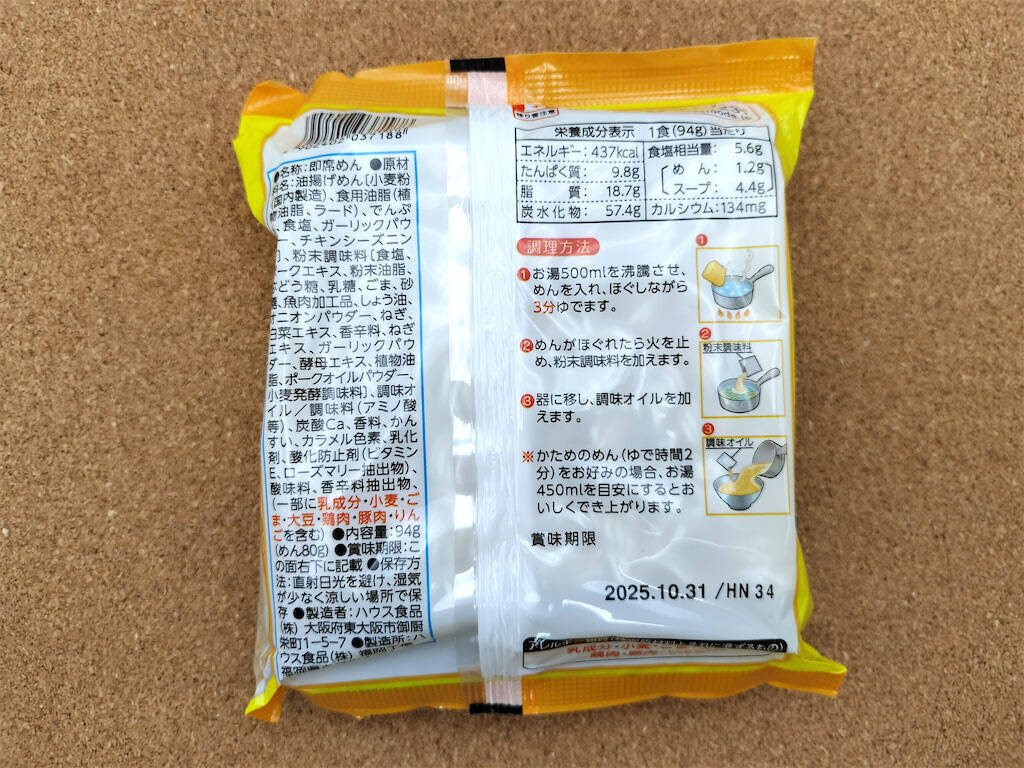 037188
●名称:即席めん ●原材
名:油揚げめん〔小麦粉
国内製造)、食用油脂(植
物油脂、ラード)、でんぷ
、食塩、ガーリックパウ
ー、チキンシーズニン
〕、粉末調味料〔食塩、
ークエキス、粉末油脂、
どう糖、乳糖、ごま、砂
、魚肉加工品、しょう油、
オニオンパウダー、ねぎ、
白菜エキス、香辛料、ねぎ
エキス、ガーリックパウ
ダー、酵母エキス、植物油
脂、ポークオイルパウダー、
小麦発酵調味料〕、調味オ
イル/調味料(アミノ酸
等)、炭酸Ca、香料、かん
すい、カラメル色素、乳化
剤、酸化防止剤(ビタミン
E、ローズマリー抽出物)、
酸味料、香辛料抽出物、
(一部に乳成分・小麦・ご
ま・大豆・鶏肉・豚肉・りん
ごを含む) ●内容量:94g
(めん80g) ●賞味期限:こ
の面右下に記載 ●保存方
法:直射日光を避け、湿気
が少なく涼しい場所で保
存 ●製造者:ハウス食品
(株) 大阪府東大阪市御厨
栄町1-5-7 ●製造所:ハ
ウス食品(株) 福岡
栄養成分表示 1食(94g)当たり
エネルギー:437kcal 食塩相当量: 5.6g
たんぱく質: 9.8g めん: 1.2g
脂質: 18.7g スープ: 4.4g
炭水化物: 57.4g カルシウム:134mg
調理方法
❶お湯500mlを沸騰させ、
めんを入れ、ほぐしながら
3分ゆでます。
❷めんがほぐれたら火を止
め、粉末調味料を加えます。
❸器に移し、調味オイルを加
えます。
※かためのめん(ゆで時間2
分)をお好みの場合、お湯
450mlを目安にするとお
いしくでき上がります。
❶
❷
粉末調味料
❸
調味オイル
賞味期限
2025.10.31 /HN 34
乳成分・小麦・
鶏肉・豚肉・